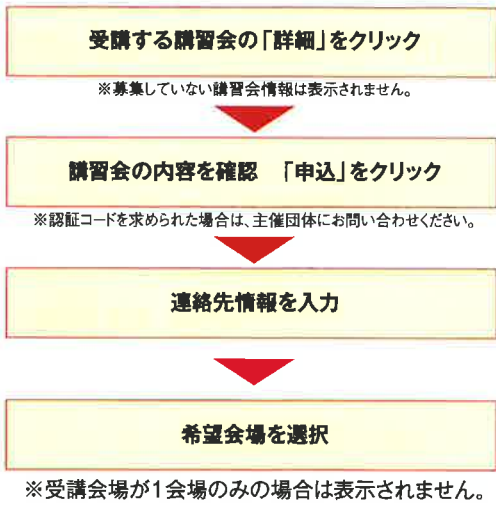 受講する講習会の「詳細」をクリック
※募集していない講習会情報は表示されません。
講習会の内容を確認　「申込」をクリック
※認証コードを求められた場合は、主催団体にお問い合わせください。
連絡先情報を入力
希望会場を選択
※受講会場が1会場のみの場合は表示されません。